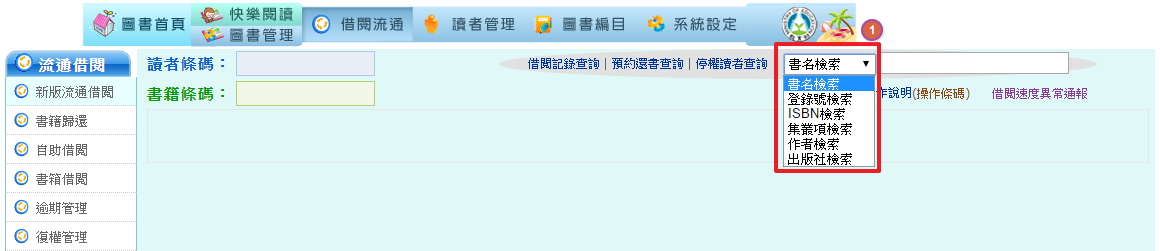 圖書首頁
快樂閱讀
圖書管理
借閱流通
讀者管理
圖書編目
系統設定
1
流通借閱
新版流通借閱
書籍歸還
自助借閱
書箱借閱
逾期管理
復權管理
讀者條碼：
書籍條碼：
借閱記錄查詢 | 預約還書查詢 | 停權讀者查詢
書名檢索
書名檢索
登錄號檢索
ISBN檢索
集叢項檢索
作者檢索
出版社檢索
作說明(操作條碼) 借閱速度異常通報